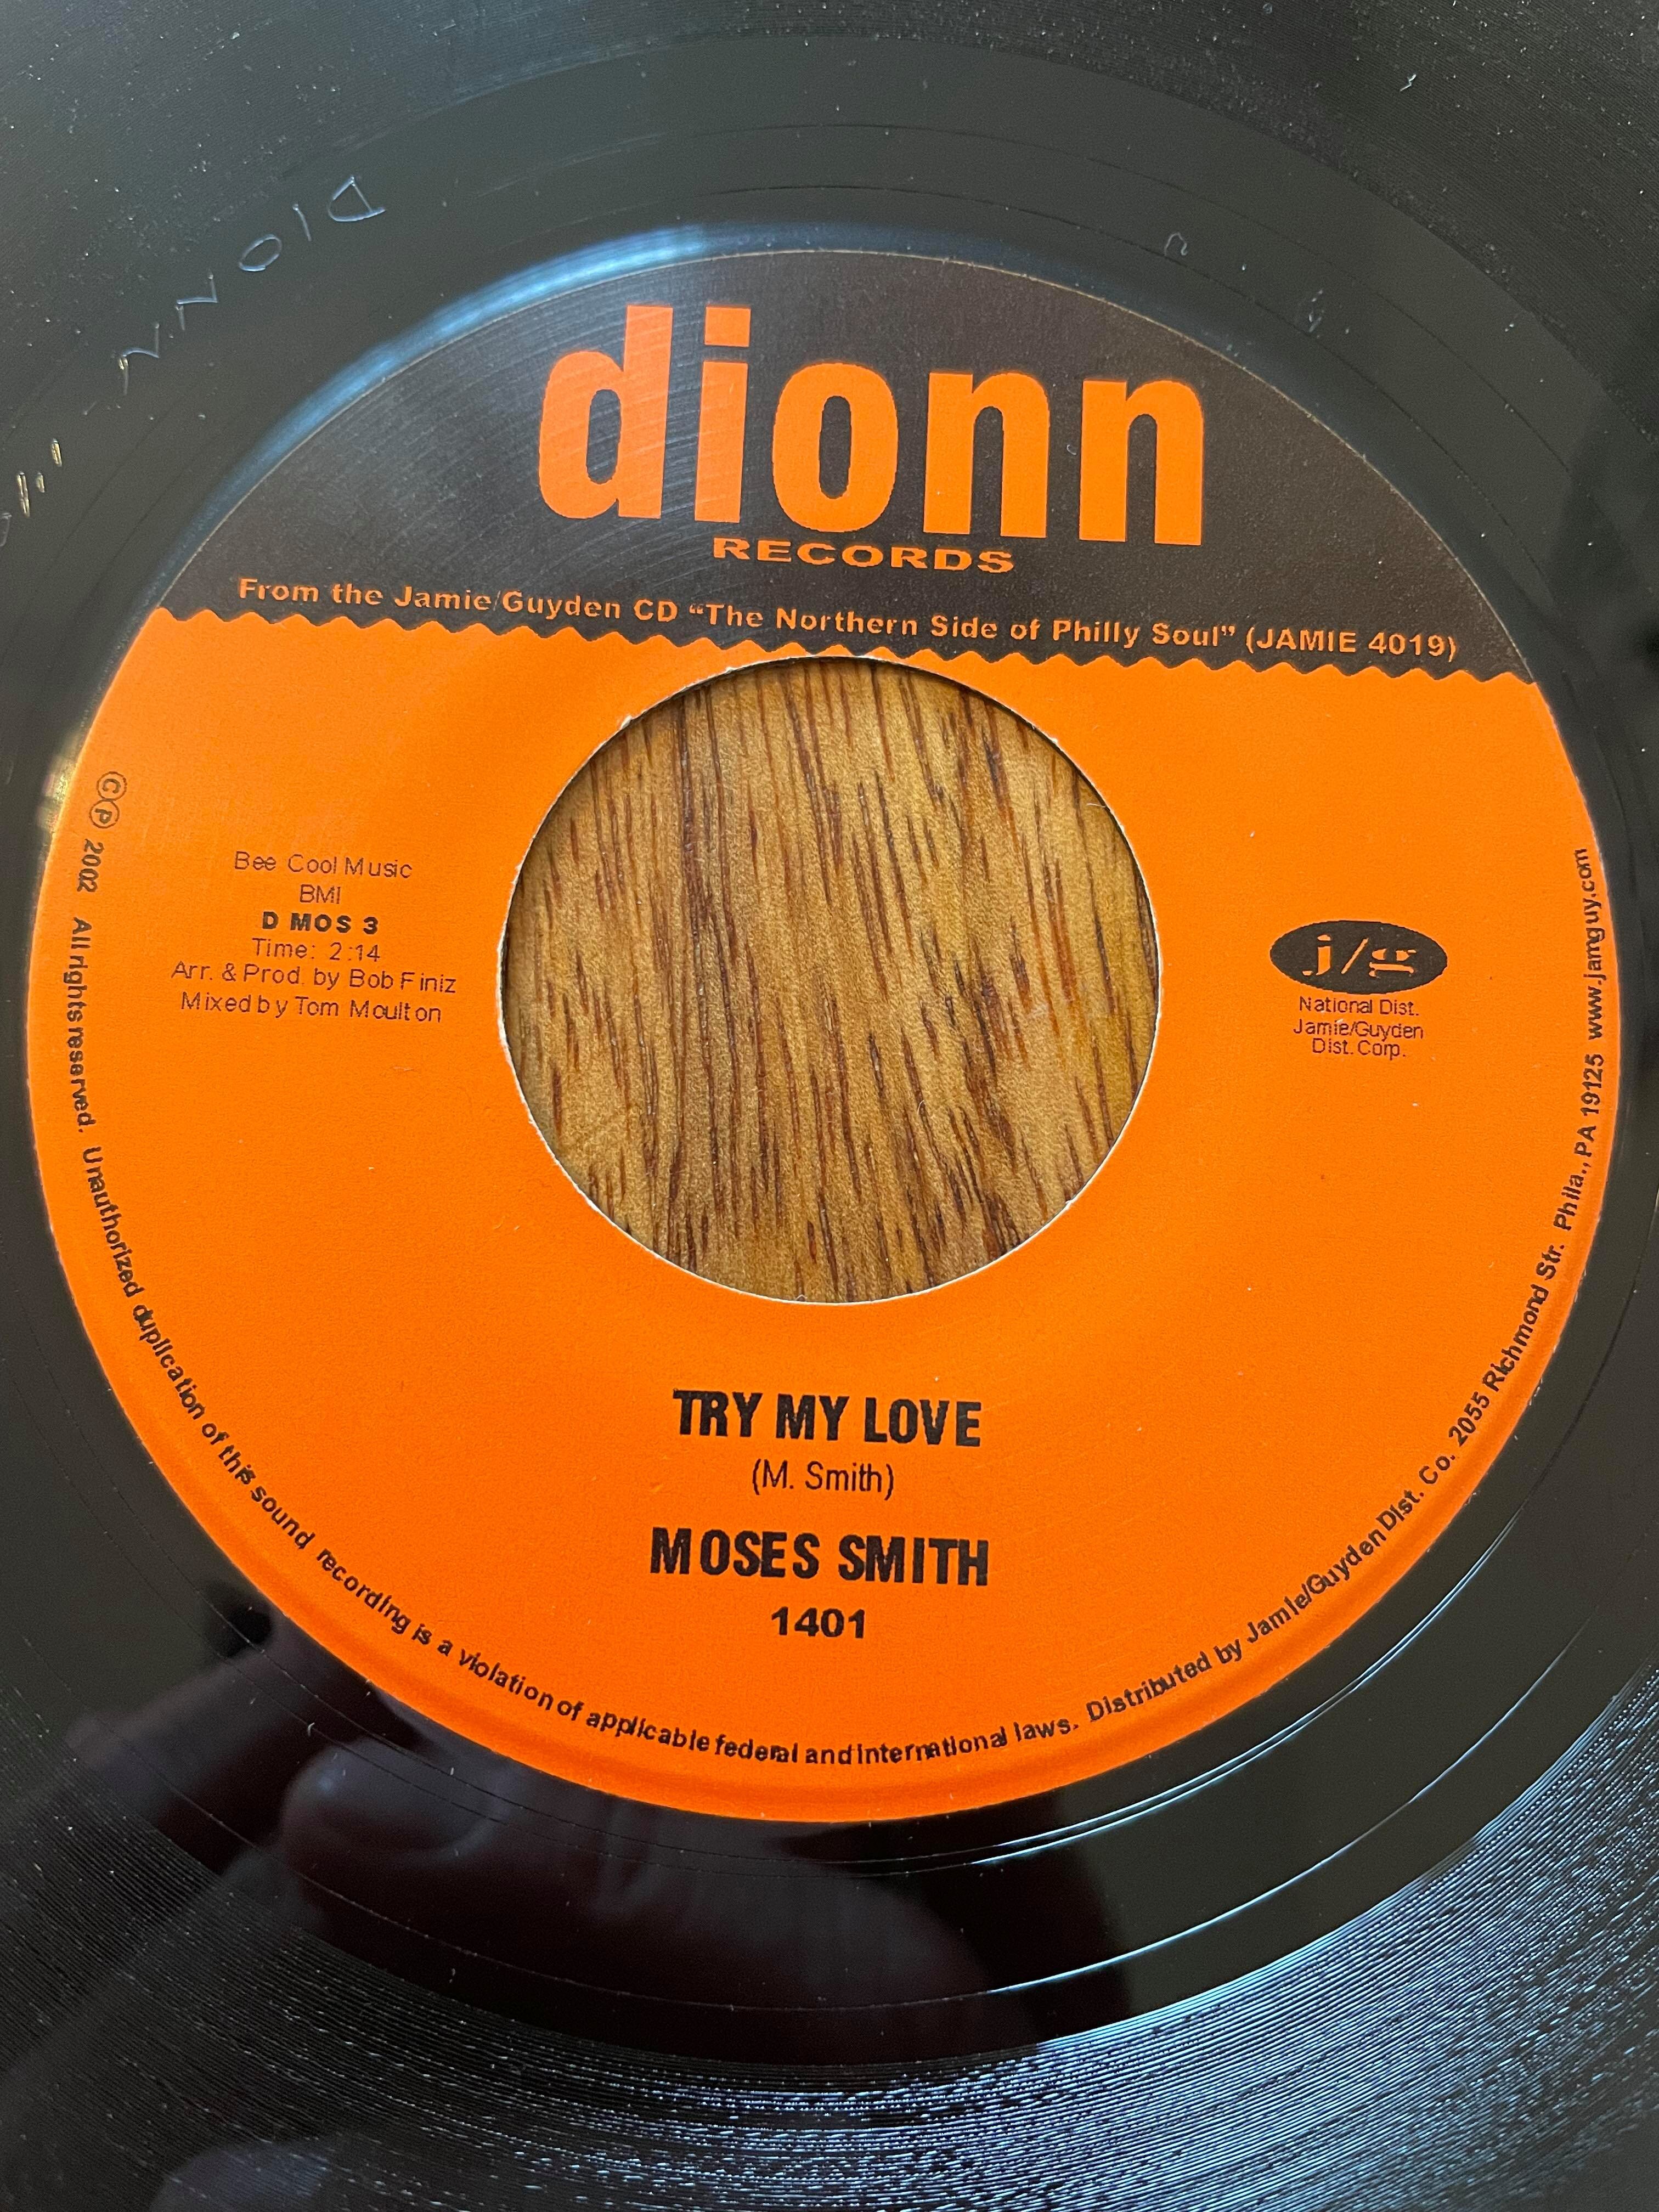 DIONN
dionn
RECORDS
From the Jamie/Guyden CD “The Northern Side of Philly Soul” (JAMIE 4019)
Bee Cool Music
BMI
D MOS 3
Time: 2:14
Arr. & Prod. by Bob Finiz
Mixed by Tom Moulton
j/g
National Dist.
Jamie/Guyden
Dist. Corp.
TRY MY LOVE
(M. Smith)
MOSES SMITH
1401
©℗ 2002 All rights reserved. Unauthorized duplication of this sound recording is a violation of applicable federal and international laws. Distributed by Jamie/Guyden Dist. Co. 2055 Richmond Str. Phila., PA 19125 www.jamguy.com